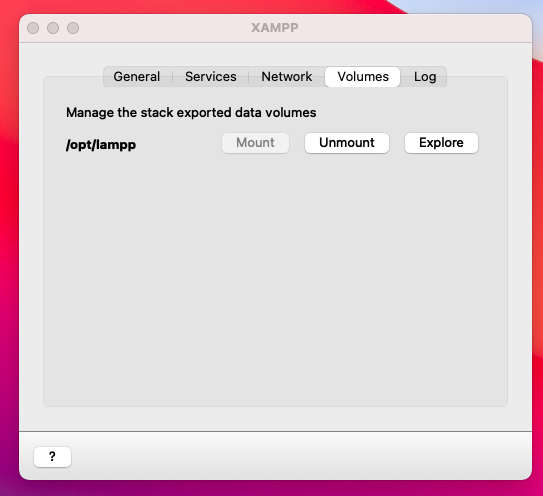 XAMPP
General Services Network Volumes Log
Manage the stack exported data volumes
/opt/lampp Mount Unmount Explore
?